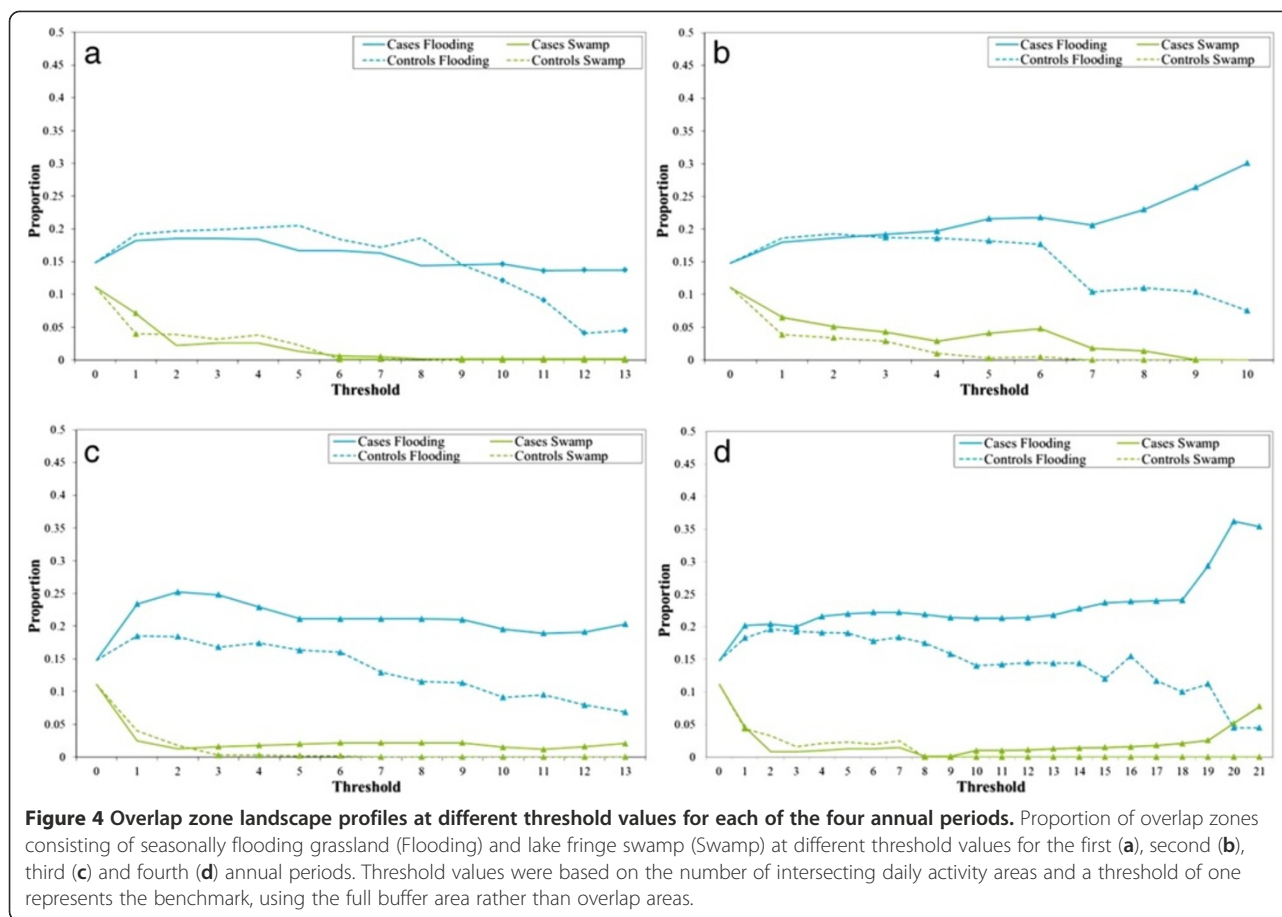 a
Cases Flooding Cases Swamp
Controls Flooding Controls Swamp
Proportion
0.5
0.45
0.4
0.35
0.3
0.25
0.2
0.15
0.1
0.05
0
0 1 2 3 4 5 6 7 8 9 10 11 12 13
Threshold
b
Cases Flooding Cases Swamp
Controls Flooding Controls Swamp
Proportion
0.5
0.45
0.4
0.35
0.3
0.25
0.2
0.15
0.1
0.05
0
0 1 2 3 4 5 6 7 8 9 10
Threshold
c
Cases Flooding Cases Swamp
Controls Flooding Controls Swamp
Proportion
0.5
0.45
0.4
0.35
0.3
0.25
0.2
0.15
0.1
0.05
0
0 1 2 3 4 5 6 7 8 9 10 11 12 13
Threshold
d
Cases Flooding Cases Swamp
Controls Flooding Controls Swamp
Proportion
0.5
0.45
0.4
0.35
0.3
0.25
0.2
0.15
0.1
0.05
0
0 1 2 3 4 5 6 7 8 9 10 11 12 13 14 15 16 17 18 19 20 21
Threshold
Figure 4 Overlap zone landscape profiles at different threshold values for each of the four annual periods. Proportion of overlap zones
consisting of seasonally flooding grassland (Flooding) and lake fringe swamp (Swamp) at different threshold values for the first (a), second (b),
third (c) and fourth (d) annual periods. Threshold values were based on the number of intersecting daily activity areas and a threshold of one
represents the benchmark, using the full buffer area rather than overlap areas.